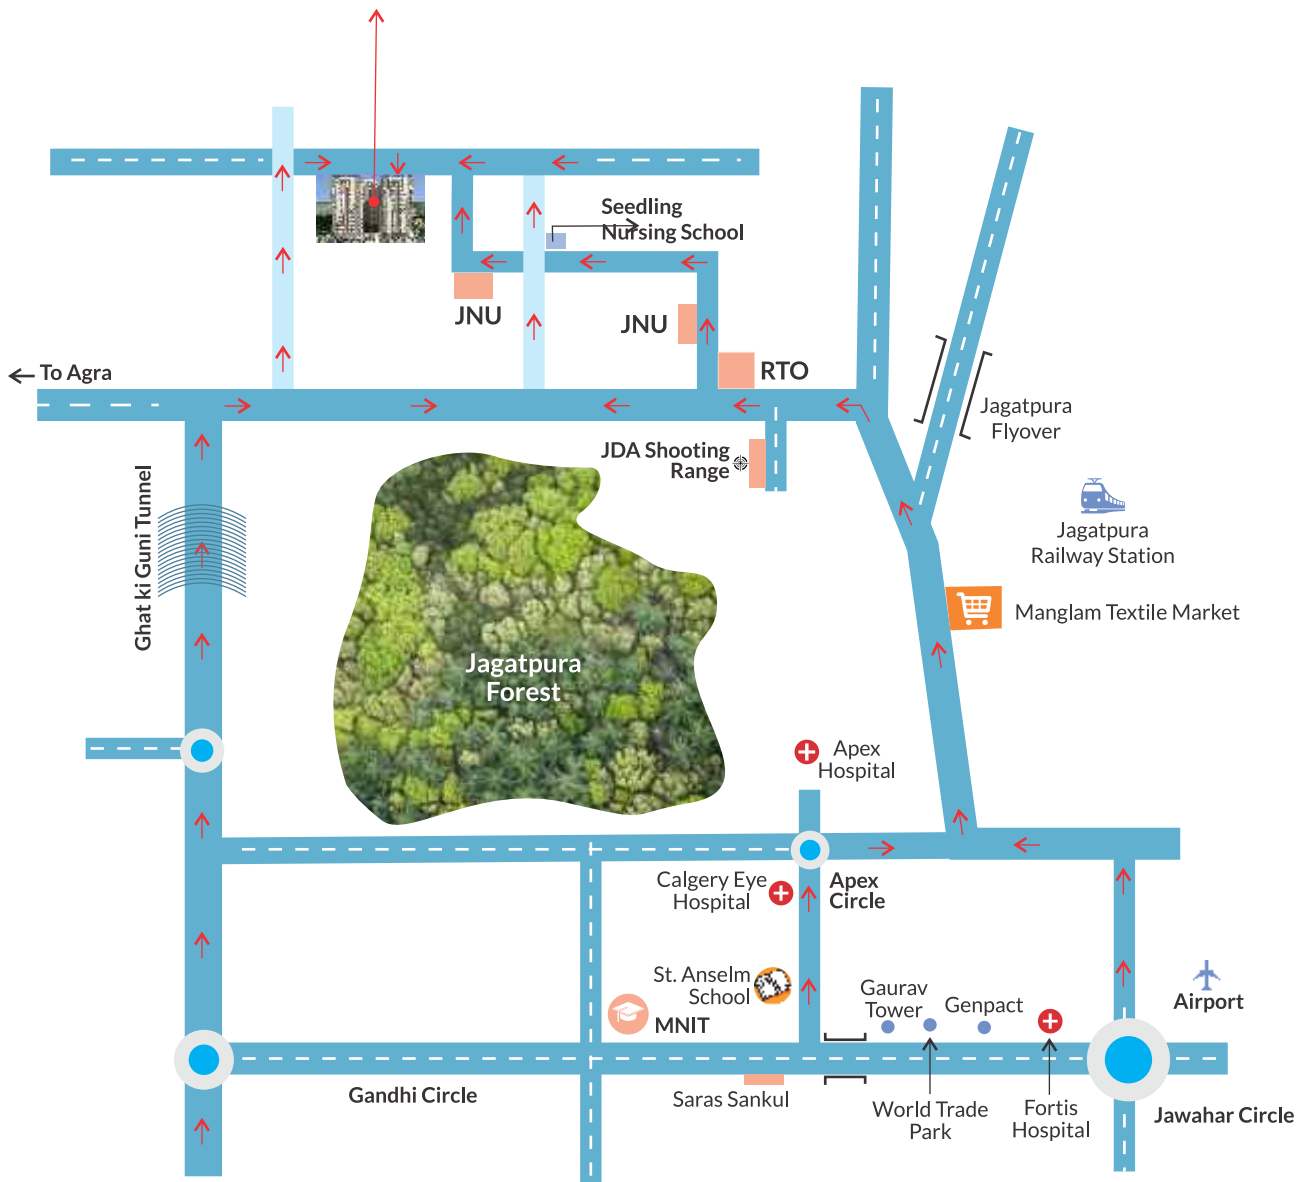 Seedling
Nursing School
JNU
JNU
RTO
To Agra
Jagatpura
Flyover
JDA Shooting
Range
Ghat ki Guni Tunnel
Jagatpura
Railway Station
Manglam Textile Market
Jagatpura
Forest
Apex
Hospital
Calgery Eye
Hospital
Apex
Circle
St. Anselm
School
MNIT
Gaurav
Tower
Genpact
Airport
Gandhi Circle
Saras Sankul
World Trade
Park
Fortis
Hospital
Jawahar Circle